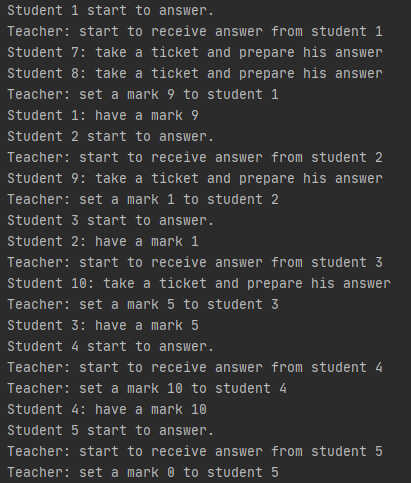 Student 1 start to answer.
Teacher: start to receive answer from student 1
Student 7: take a ticket and prepare his answer
Student 8: take a ticket and prepare his answer
Teacher: set a mark 9 to student 1
Student 1: have a mark 9
Student 2 start to answer.
Teacher: start to receive answer from student 2
Student 9: take a ticket and prepare his answer
Teacher: set a mark 1 to student 2
Student 3 start to answer.
Student 2: have a mark 1
Teacher: start to receive answer from student 3
Student 10: take a ticket and prepare his answer
Teacher: set a mark 5 to student 3
Student 3: have a mark 5
Student 4 start to answer.
Teacher: start to receive answer from student 4
Teacher: set a mark 10 to student 4
Student 4: have a mark 10
Student 5 start to answer.
Teacher: start to receive answer from student 5
Teacher: set a mark 0 to student 5